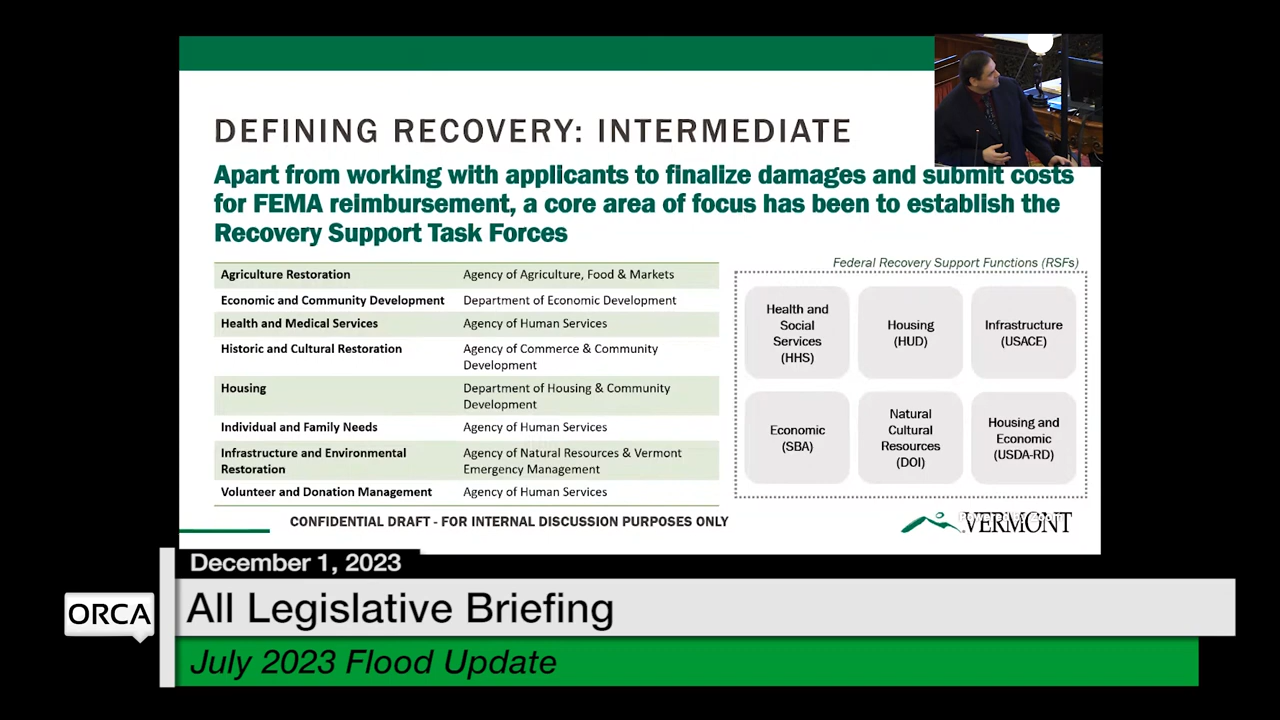 DEFINING RECOVERY: INTERMEDIATE
Apart from working with applicants to finalize damages and submit costs
for FEMA reimbursement, a core area of focus has been to establish the
Recovery Support Task Forces
Agriculture Restoration Agency of Agriculture, Food & Markets
Economic and Community Development Department of Economic Development
Health and Medical Services Agency of Human Services
Historic and Cultural Restoration Agency of Commerce & Community
Development
Housing Department of Housing & Community
Development
Individual and Family Needs Agency of Human Services
Infrastructure and Environmental Agency of Natural Resources & Vermont
Restoration Emergency Management
Volunteer and Donation Management Agency of Human Services
Federal Recovery Support Functions (RSFs)
Health and
Social
Services
(HHS)
Housing
(HUD)
Infrastructure
(USACE)
Economic
(SBA)
Natural
Cultural
Resources
(DOI)
Housing and
Economic
(USDA-RD)
CONFIDENTIAL DRAFT - FOR INTERNAL DISCUSSION PURPOSES ONLY
VERMONT
December 1, 2023
ORCA
All Legislative Briefing
July 2023 Flood Update